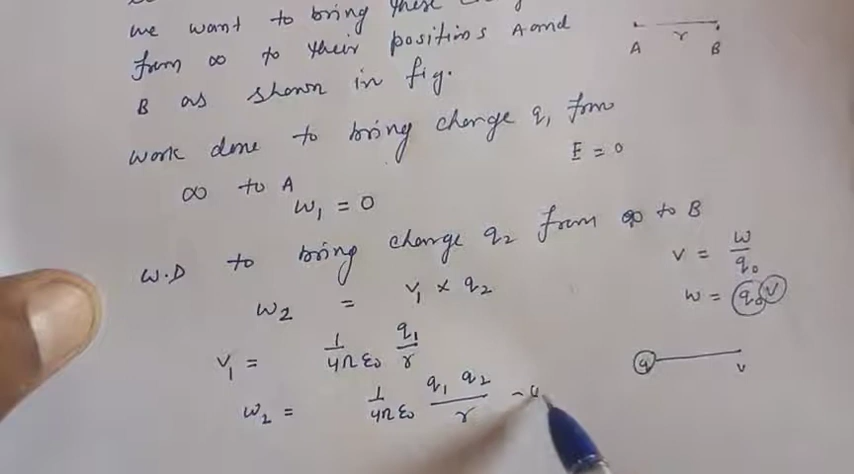 we want to bring these
from ∞ to their positions A and
A r B
B as shown in fig.
work done to bring charge q₁ from
∞ to A
E = 0
W₁ = 0
W.D to bring charge q₂ from ∞ to B
V = W/q₀
W₂ = V₁ × q₂
W = q₀V
V₁ = 1/4πε₀ q₁/r
q V
W₂ = 1/4πε₀ q₁ q₂/r